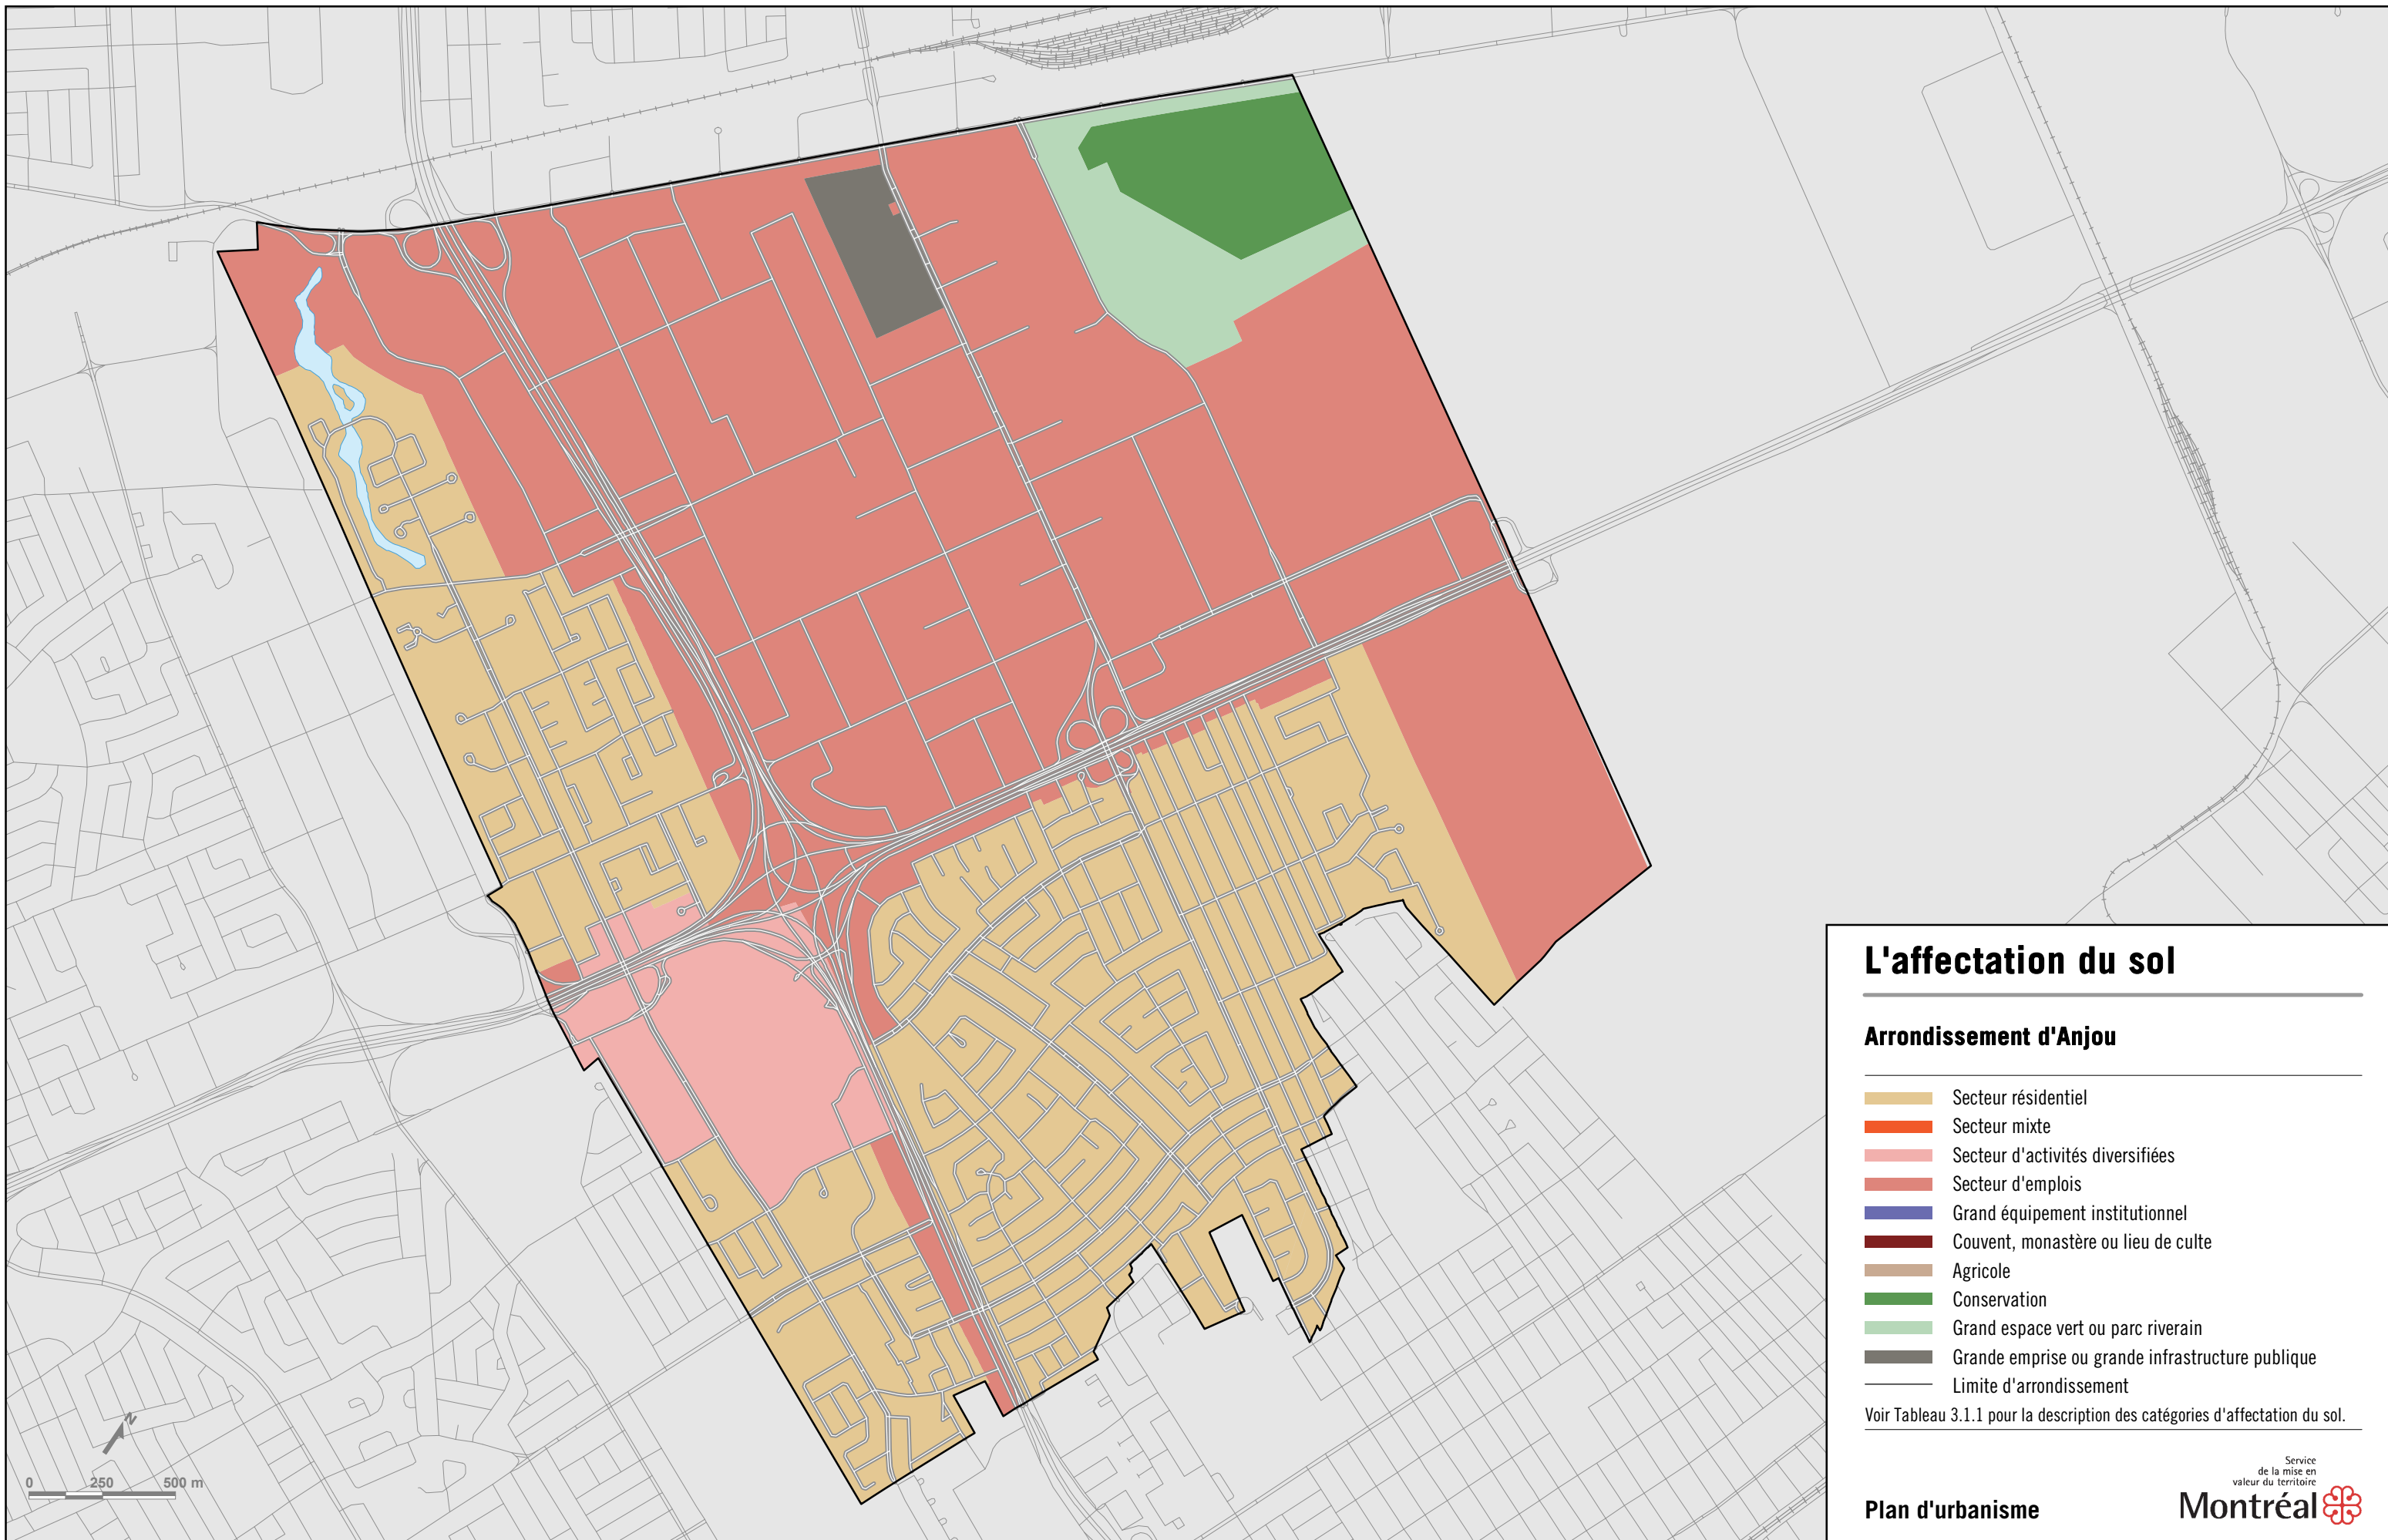 L'affectation du sol
Arrondissement d'Anjou
Secteur résidentiel
Secteur mixte
Secteur d'activités diversifiées
Secteur d'emplois
Grand équipement institutionnel
Couvent, monastère ou lieu de culte
Agricole
Conservation
Grand espace vert ou parc riverain
Grande emprise ou grande infrastructure publique
Limite d'arrondissement
Voir Tableau 3.1.1 pour la description des catégories d'affectation du sol.
Service
de la mise en
valeur du territoire
Plan d'urbanisme
Montréal
N
0 250 500 m